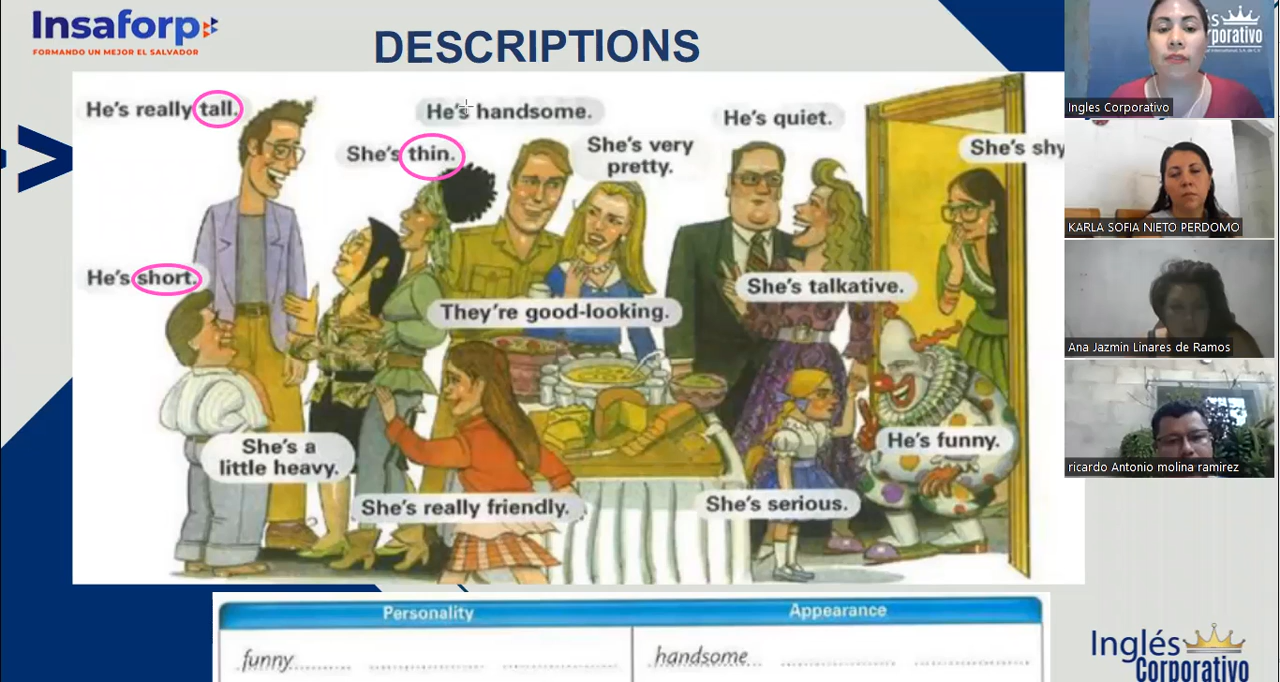 Insaforp
FORMANDO UN MEJOR EL SALVADOR
DESCRIPTIONS
He's really tall.
He's handsome.
He's quiet.
She's thin.
She's very
pretty.
She's shy
He's short.
She's talkative.
They're good-looking.
She's a
little heavy.
He's funny.
She's really friendly.
She's serious.
Personality
Appearance
funny
handsome
Inglés
Corporativo
Ingles Corporativo
KARLA SOFIA NIETO PERDOMO
Ana Jazmin Linares de Ramos
ricardo Antonio molina ramirez